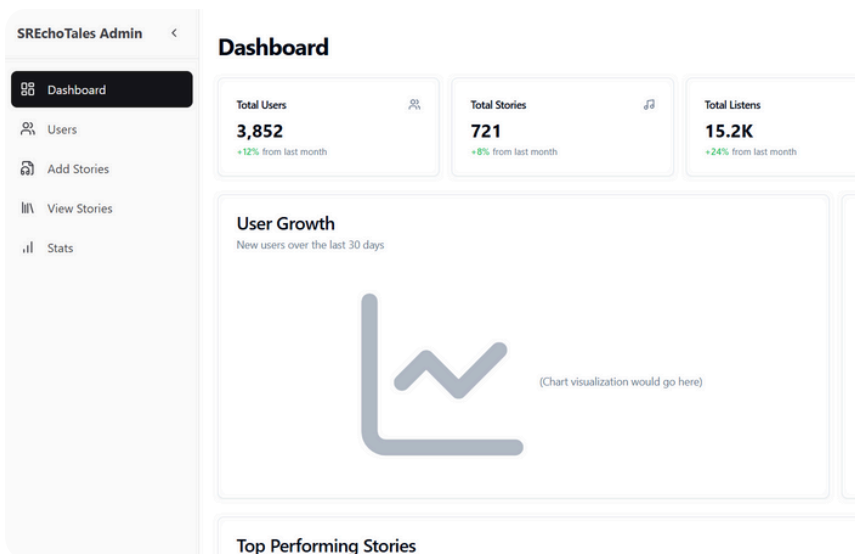 SREchoTales Admin
Dashboard
Users
Add Stories
View Stories
Stats
Dashboard
Total Users
3,852
+12% from last month
Total Stories
721
+8% from last month
Total Listens
15.2K
+24% from last month
User Growth
New users over the last 30 days
(Chart visualization would go here)
Top Performing Stories